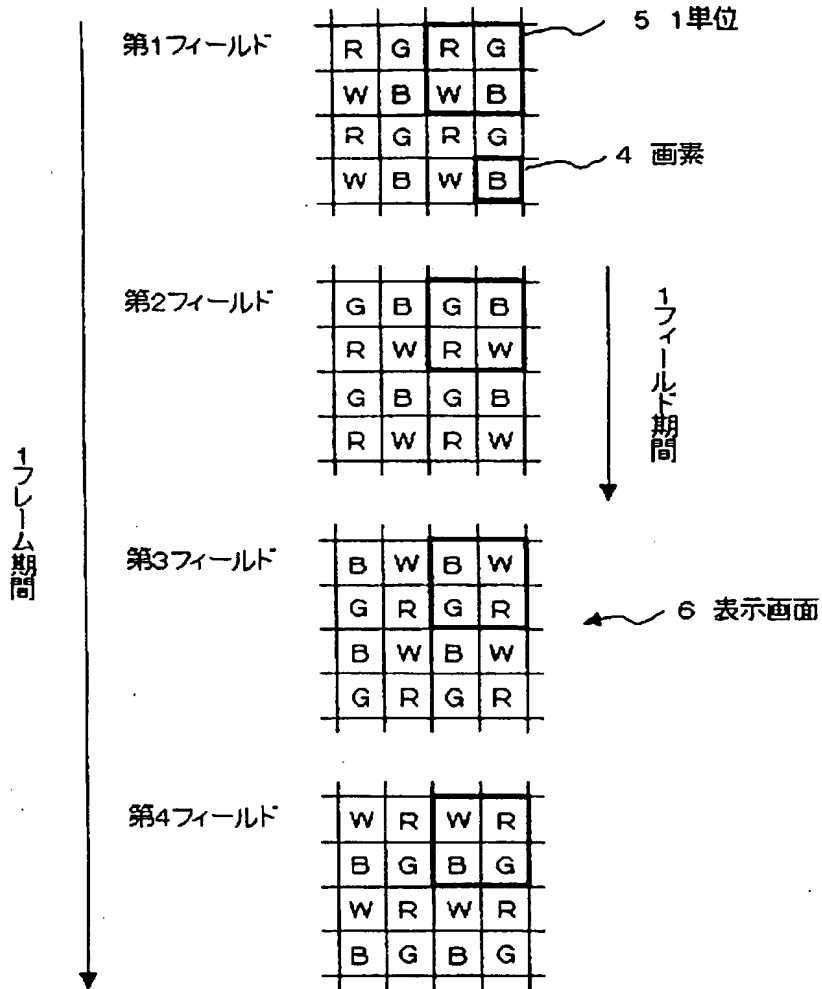 5 1単位
第1フィールド
R G R G
W B W B
R G R G
W B W B
4 画素
第2フィールド
G B G B
R W R W
G B G B
R W R W
1フィールド期間
1フレーム期間
第3フィールド
B W B W
G R G R
B W B W
G R G R
6 表示画面
第4フィールド
W R W R
B G B G
W R W R
B G B G